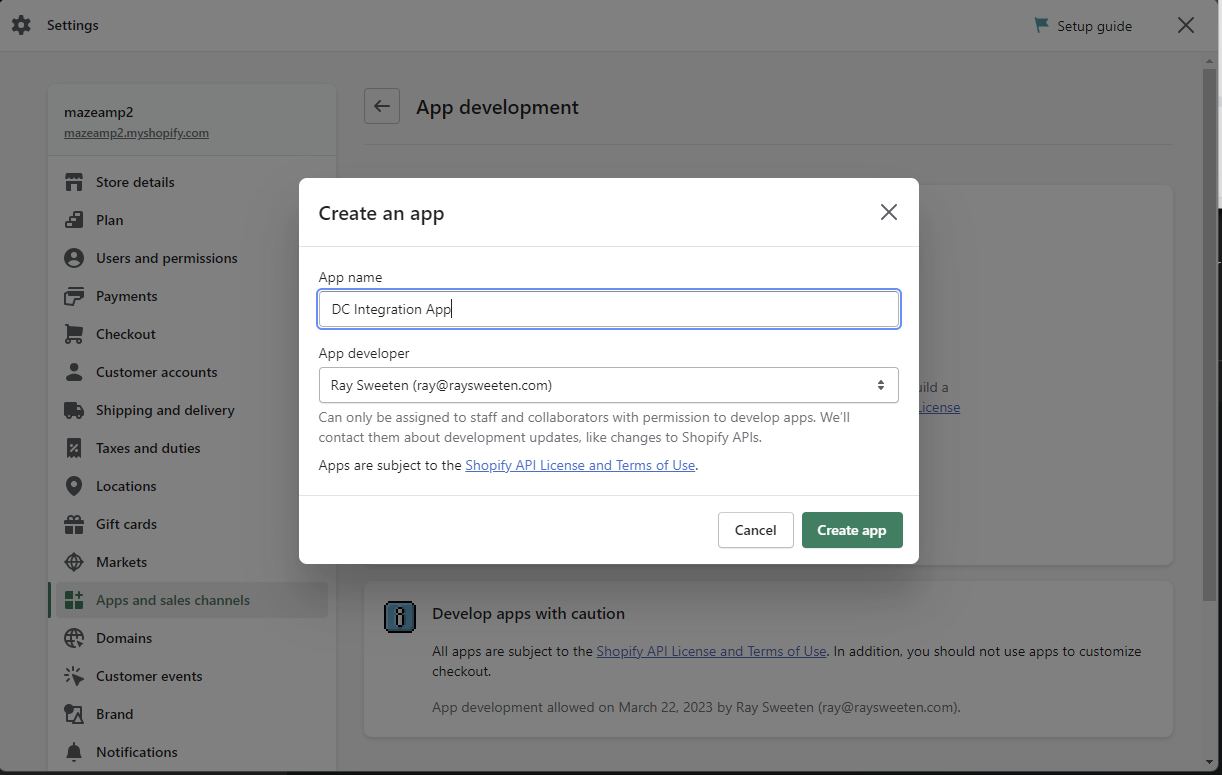 Settings
Setup guide
mazeamp2
mazeamp2.myshopify.com
Store details
Plan
Users and permissions
Payments
Checkout
Customer accounts
Shipping and delivery
Taxes and duties
Locations
Gift cards
Markets
Apps and sales channels
Domains
Customer events
Brand
Notifications
App development
Create an app
App name
DC Integration App
App developer
Ray Sweeten (ray@raysweeten.com)
Can only be assigned to staff and collaborators with permission to develop apps. We'll
contact them about development updates, like changes to Shopify APIs.
Apps are subject to the Shopify API License and Terms of Use.
Cancel
Create app
a
License
Develop apps with caution
All apps are subject to the Shopify API License and Terms of Use. In addition, you should not use apps to customize
checkout.
App development allowed on March 22, 2023 by Ray Sweeten (ray@raysweeten.com).